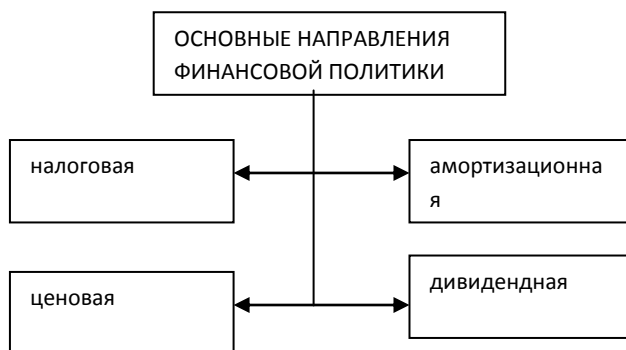 ОСНОВНЫЕ НАПРАВЛЕНИЯ
ФИНАНСОВОЙ ПОЛИТИКИ
налоговая
амортизационна
я
ценовая
дивидендная